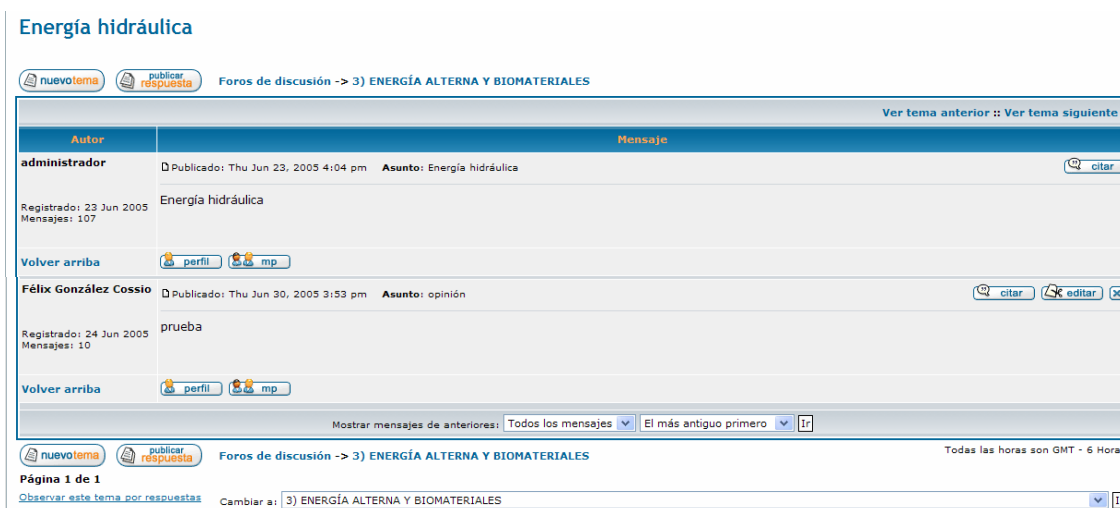 Energía hidráulica
nuevotema publicar respuesta Foros de discusión -> 3) ENERGÍA ALTERNA Y BIOMATERIALES
Ver tema anterior :: Ver tema siguiente
Autor Mensaje
administrador Publicado: Thu Jun 23, 2005 4:04 pm Asunto: Energía hidráulica citar
Energía hidráulica
Registrado: 23 Jun 2005
Mensajes: 107
Volver arriba perfil mp
Félix González Cossio Publicado: Thu Jun 30, 2005 3:53 pm Asunto: opinión citar editar
prueba
Registrado: 24 Jun 2005
Mensajes: 10
Volver arriba perfil mp
Mostrar mensajes de anteriores: Todos los mensajes El más antiguo primero Ir
nuevotema publicar respuesta Foros de discusión -> 3) ENERGÍA ALTERNA Y BIOMATERIALES Todas las horas son GMT - 6 Hora
Página 1 de 1
Observar este tema por respuestas Cambiar a: 3) ENERGÍA ALTERNA Y BIOMATERIALES I